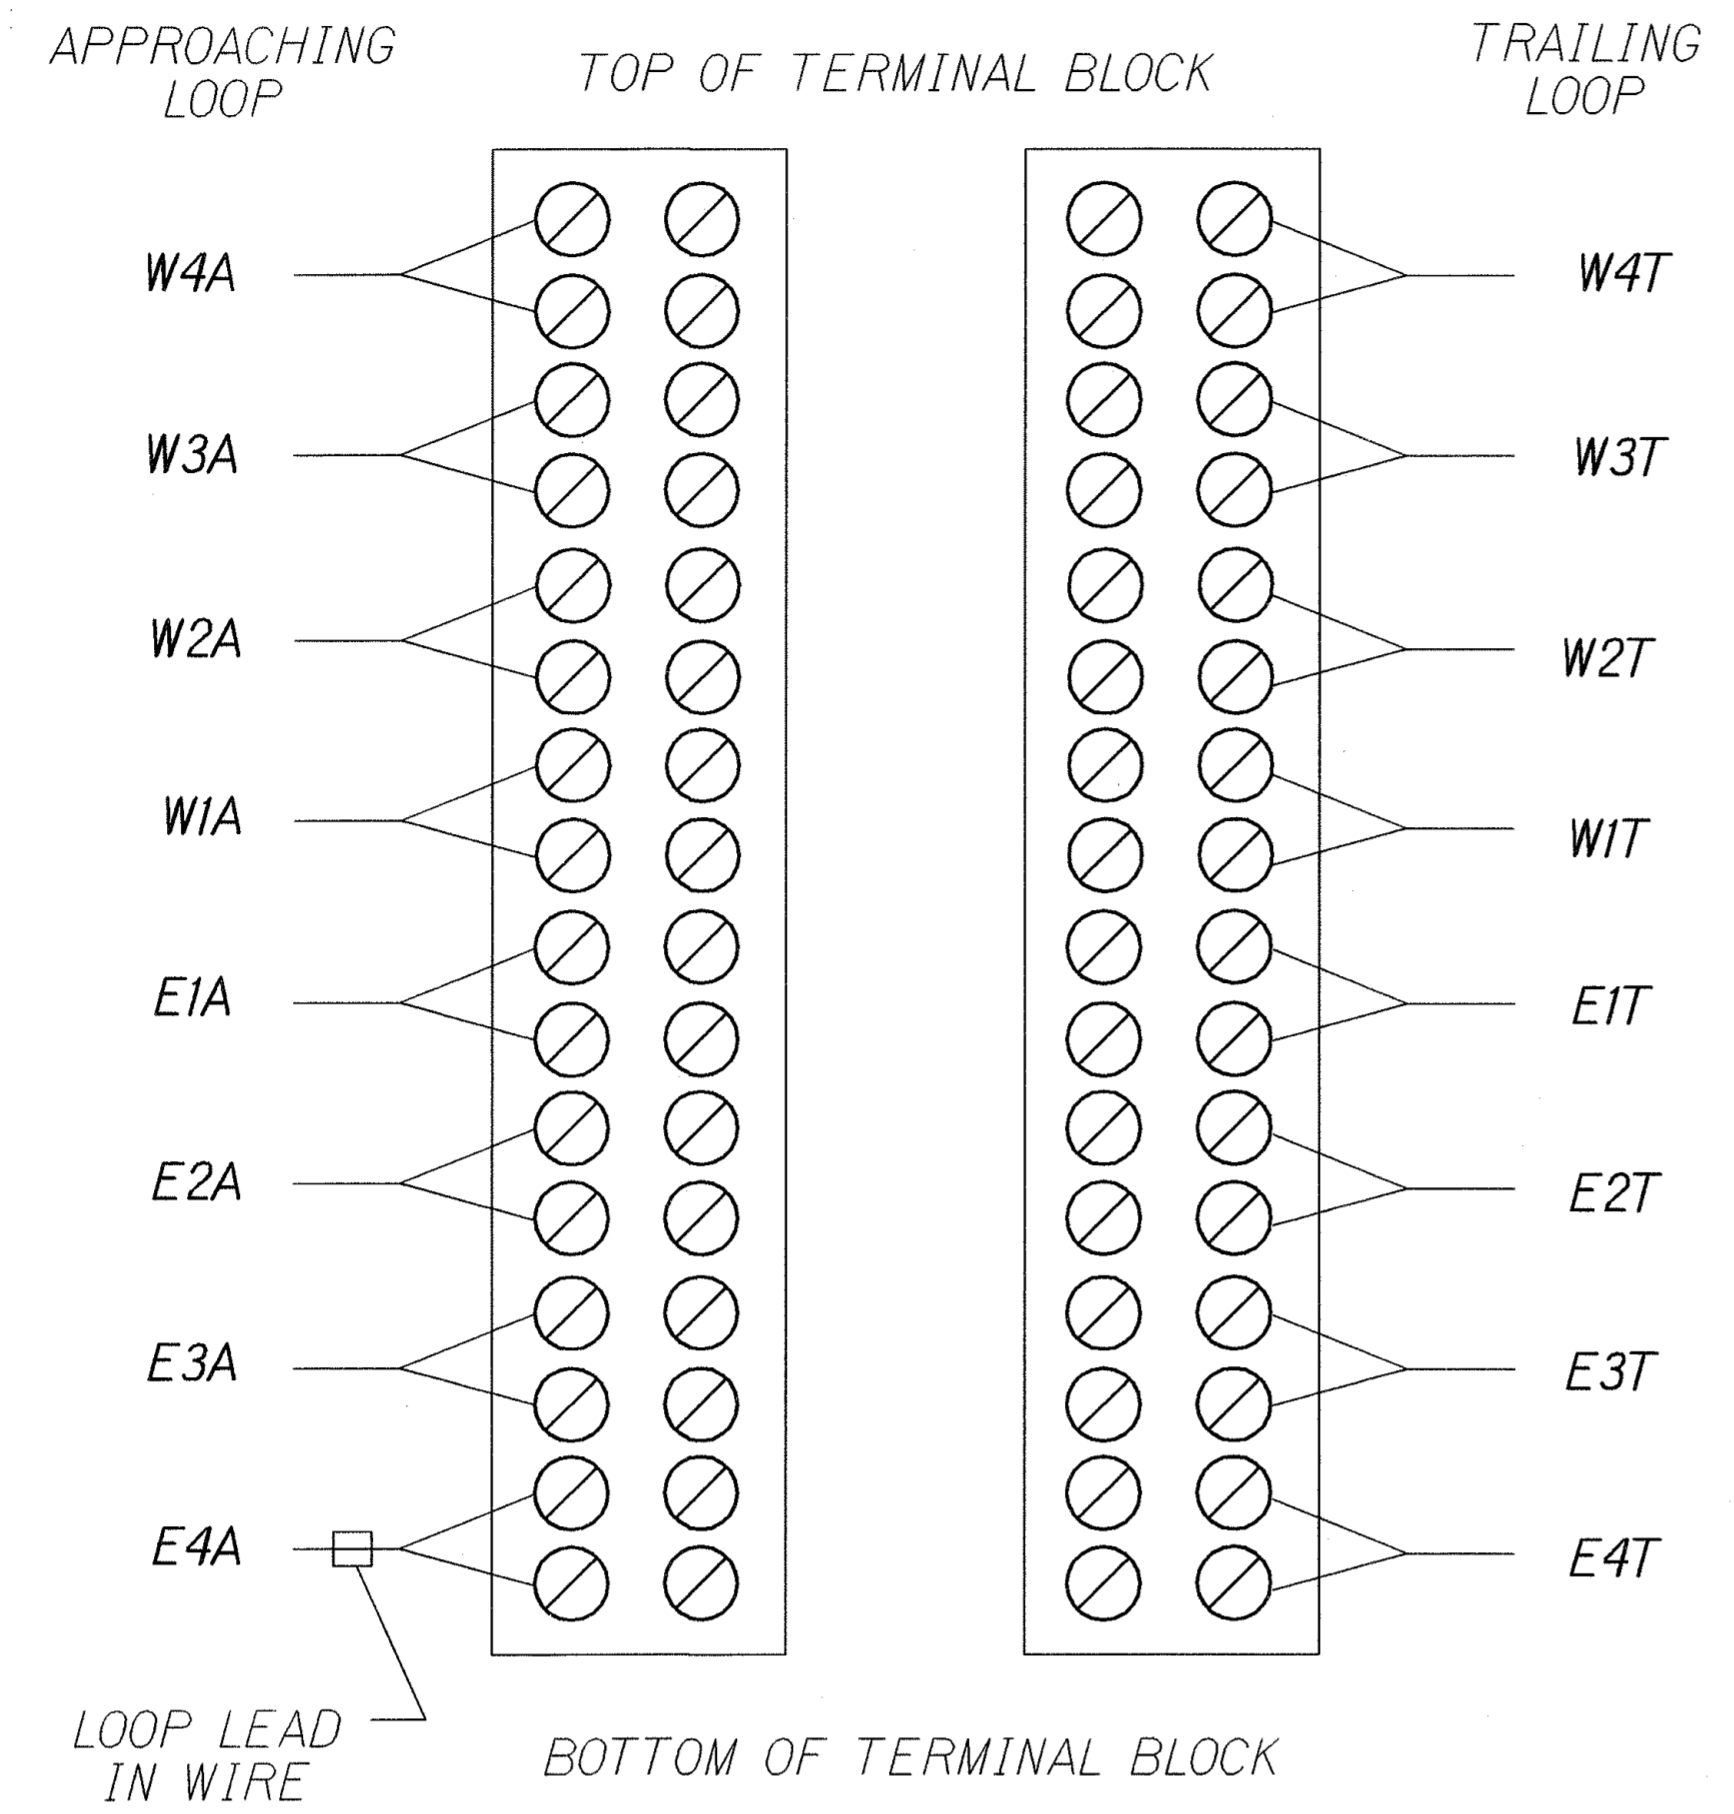 APPROACHING
LOOP
TOP OF TERMINAL BLOCK
TRAILING
LOOP
W4A
W4T
W3A
W3T
W2A
W2T
W1A
W1T
E1A
E1T
E2A
E2T
E3A
E3T
E4A
E4T
LOOP LEAD
IN WIRE
BOTTOM OF TERMINAL BLOCK